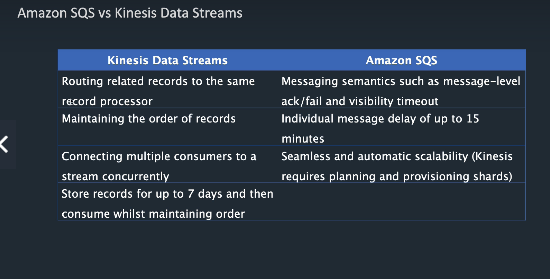 Amazon SQS vs Kinesis Data Streams
Kinesis Data Streams
Amazon SQS
Routing related records to the same
record processor
Messaging semantics such as message-level
ack/fail and visibility timeout
Maintaining the order of records
Individual message delay of up to 15
minutes
Connecting multiple consumers to a
stream concurrently
Seamless and automatic scalability (Kinesis
requires planning and provisioning shards)
Store records for up to 7 days and then
consume whilst maintaining order